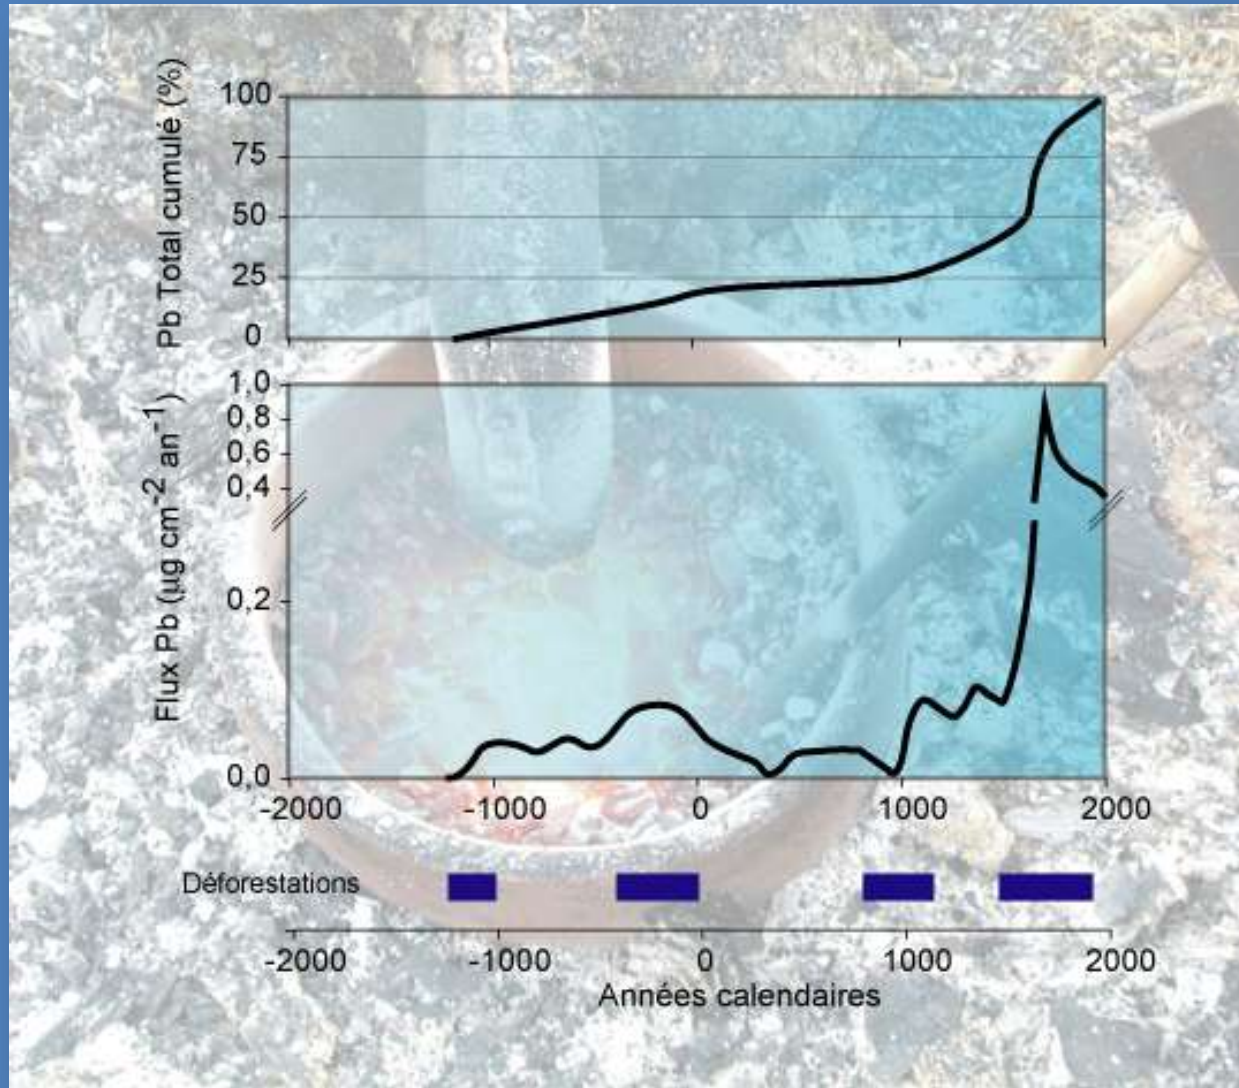 Pb Total cumulé (%)
100
75
50
25
0
Flux Pb (µg cm-2 an-1)
1,0
0,8
0,6
0,4
0,2
0,0
-2000 -1000 0 1000 2000
Déforestations
-2000 -1000 0 1000 2000
Années calendaires